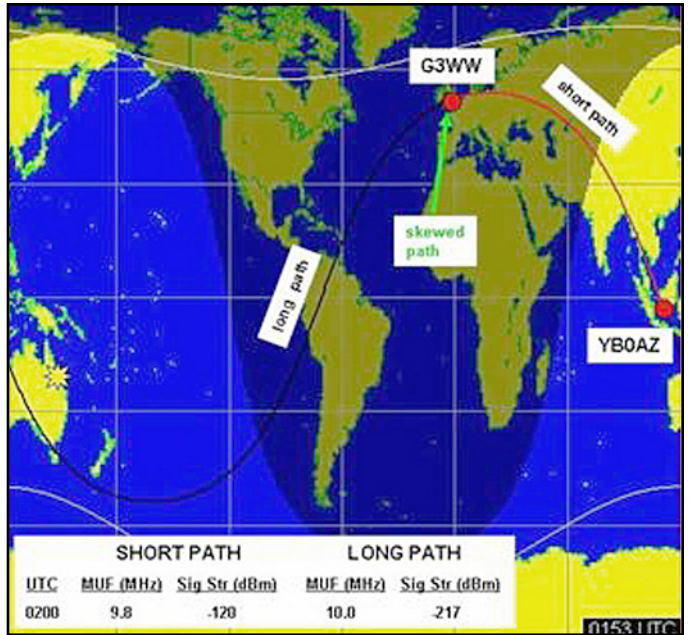 G3WW
short path
skewed
path
long path
YB0AZ
SHORT PATH LONG PATH
UTC MUF (MHz) Sig Str (dBm) MUF (MHz) Sig Str (dBm)
0200 9.8 -120 10.0 -217
0153 UTC